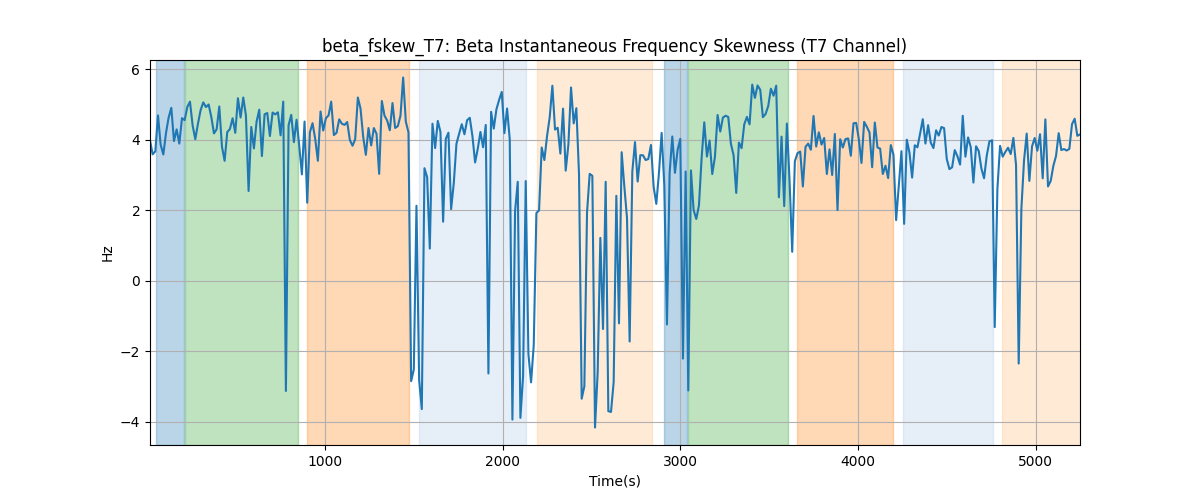 beta_fskew_T7: Beta Instantaneous Frequency Skewness (T7 Channel)
6
4
2
0
−2
−4
Hz
1000 2000 3000 4000 5000
Time(s)